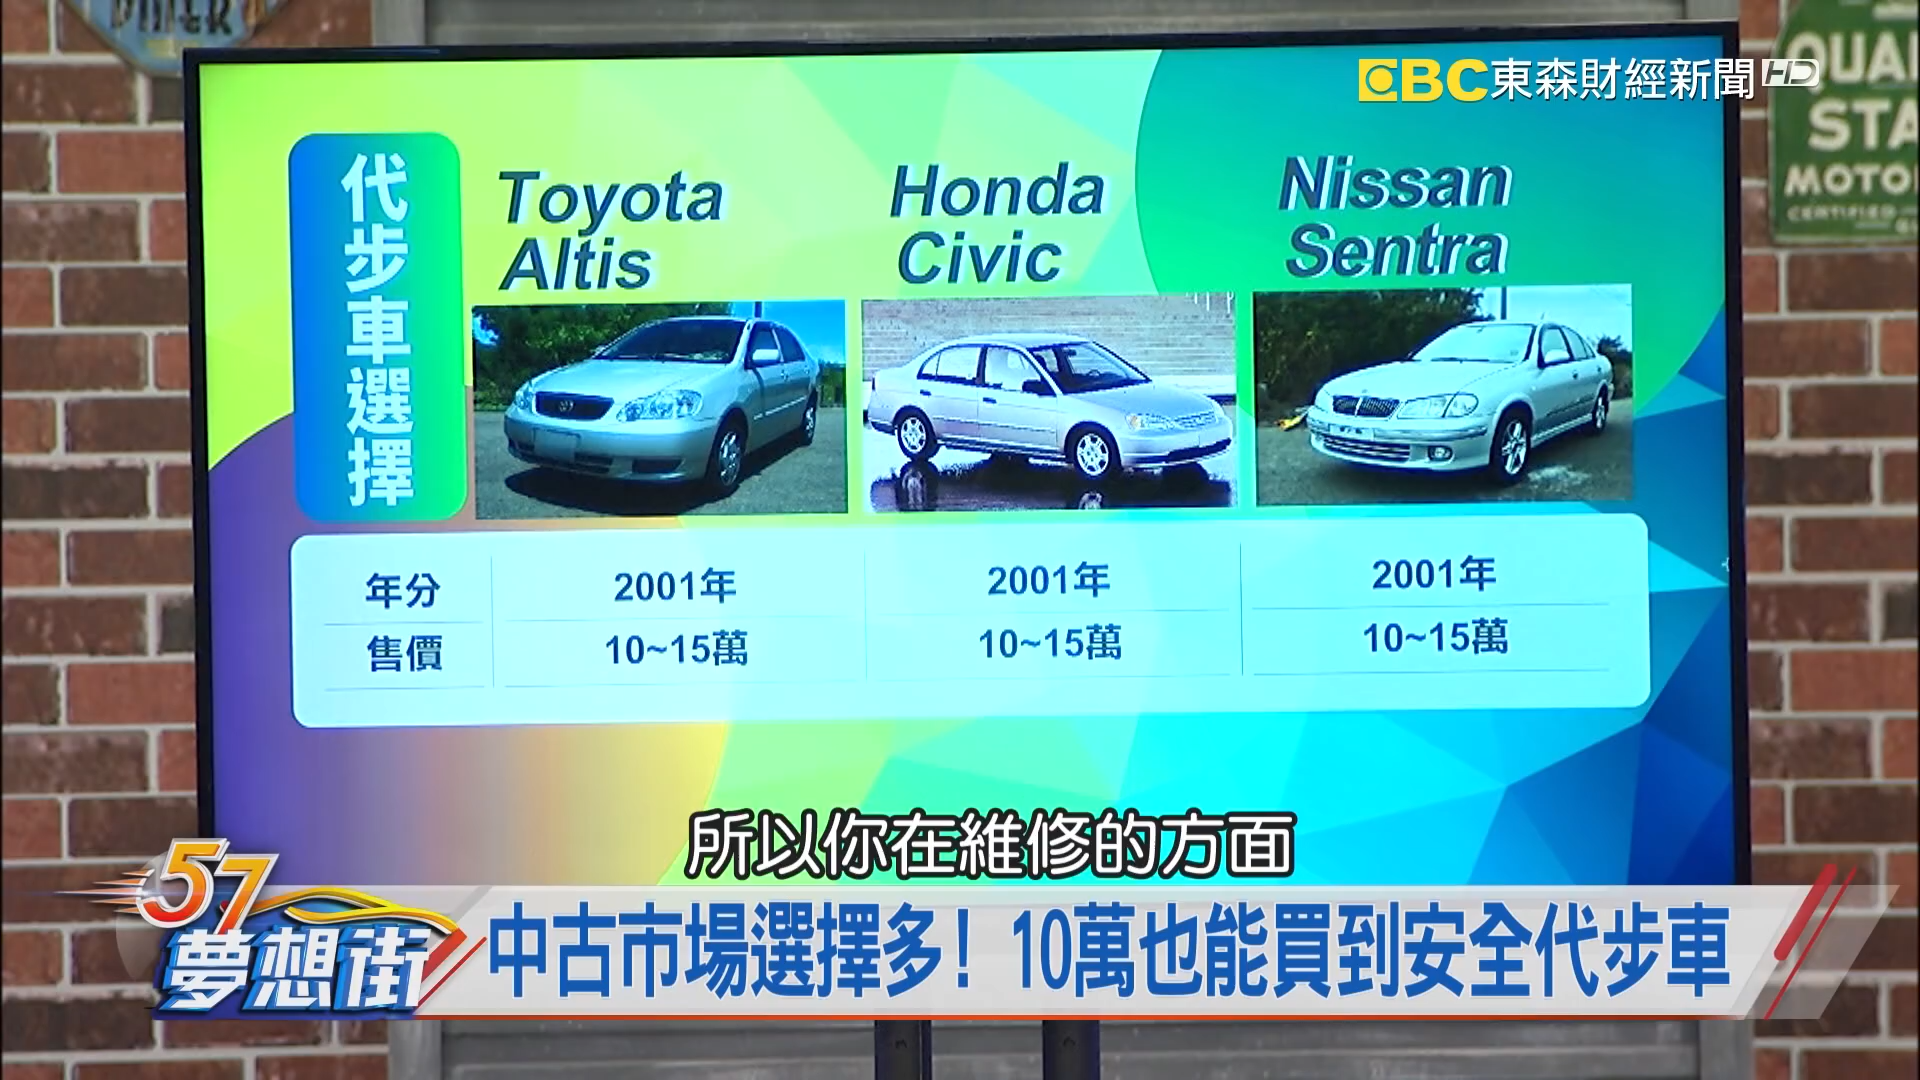 DINER
EBC東森財經新聞HD
QUAL
STA
MOTO
CERTIFIED
代步車選擇
Toyota
Altis
Honda
Civic
Nissan
Sentra
年分 2001年 2001年 2001年
售價 10~15萬 10~15萬 10~15萬
所以你在維修的方面
57
夢想街
中古市場選擇多! 10萬也能買到安全代步車